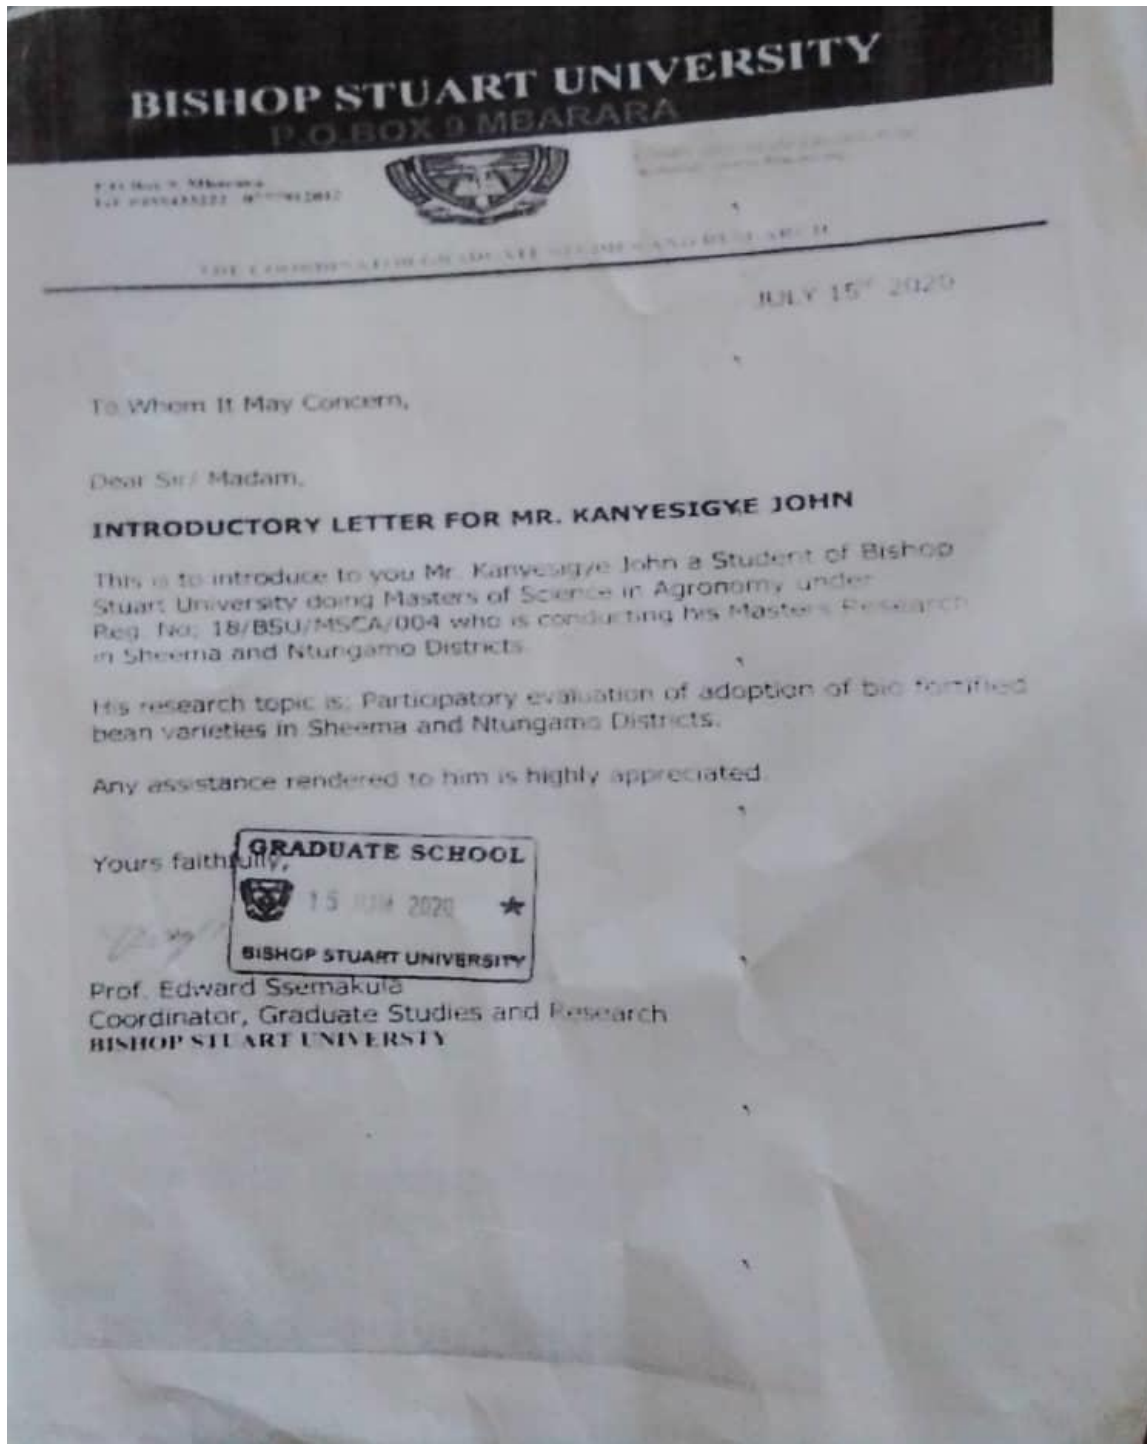 BISHOP STUART UNIVERSITY
P.O.BOX 9 MBARARA
JULY 15ᵀᴴ 2020
To Whom It May Concern,
Dear Sir/ Madam,
INTRODUCTORY LETTER FOR MR. KANYESIGYE JOHN
This is to introduce to you Mr. Kanyesigye John a Student of Bishop
Stuart University doing Masters of Science in Agronomy under
Reg. No; 18/BSU/MSCA/004 who is conducting his Masters Research
in Sheema and Ntungamo Districts.
His research topic is: Participatory evaluation of adoption of bio fortified
bean varieties in Sheema and Ntungamo Districts.
Any assistance rendered to him is highly appreciated.
Yours faithfully,
GRADUATE SCHOOL
15 2020
BISHOP STUART UNIVERSITY
Prof. Edward Ssemakula
Coordinator, Graduate Studies and Research
BISHOP STUART UNIVERSTY